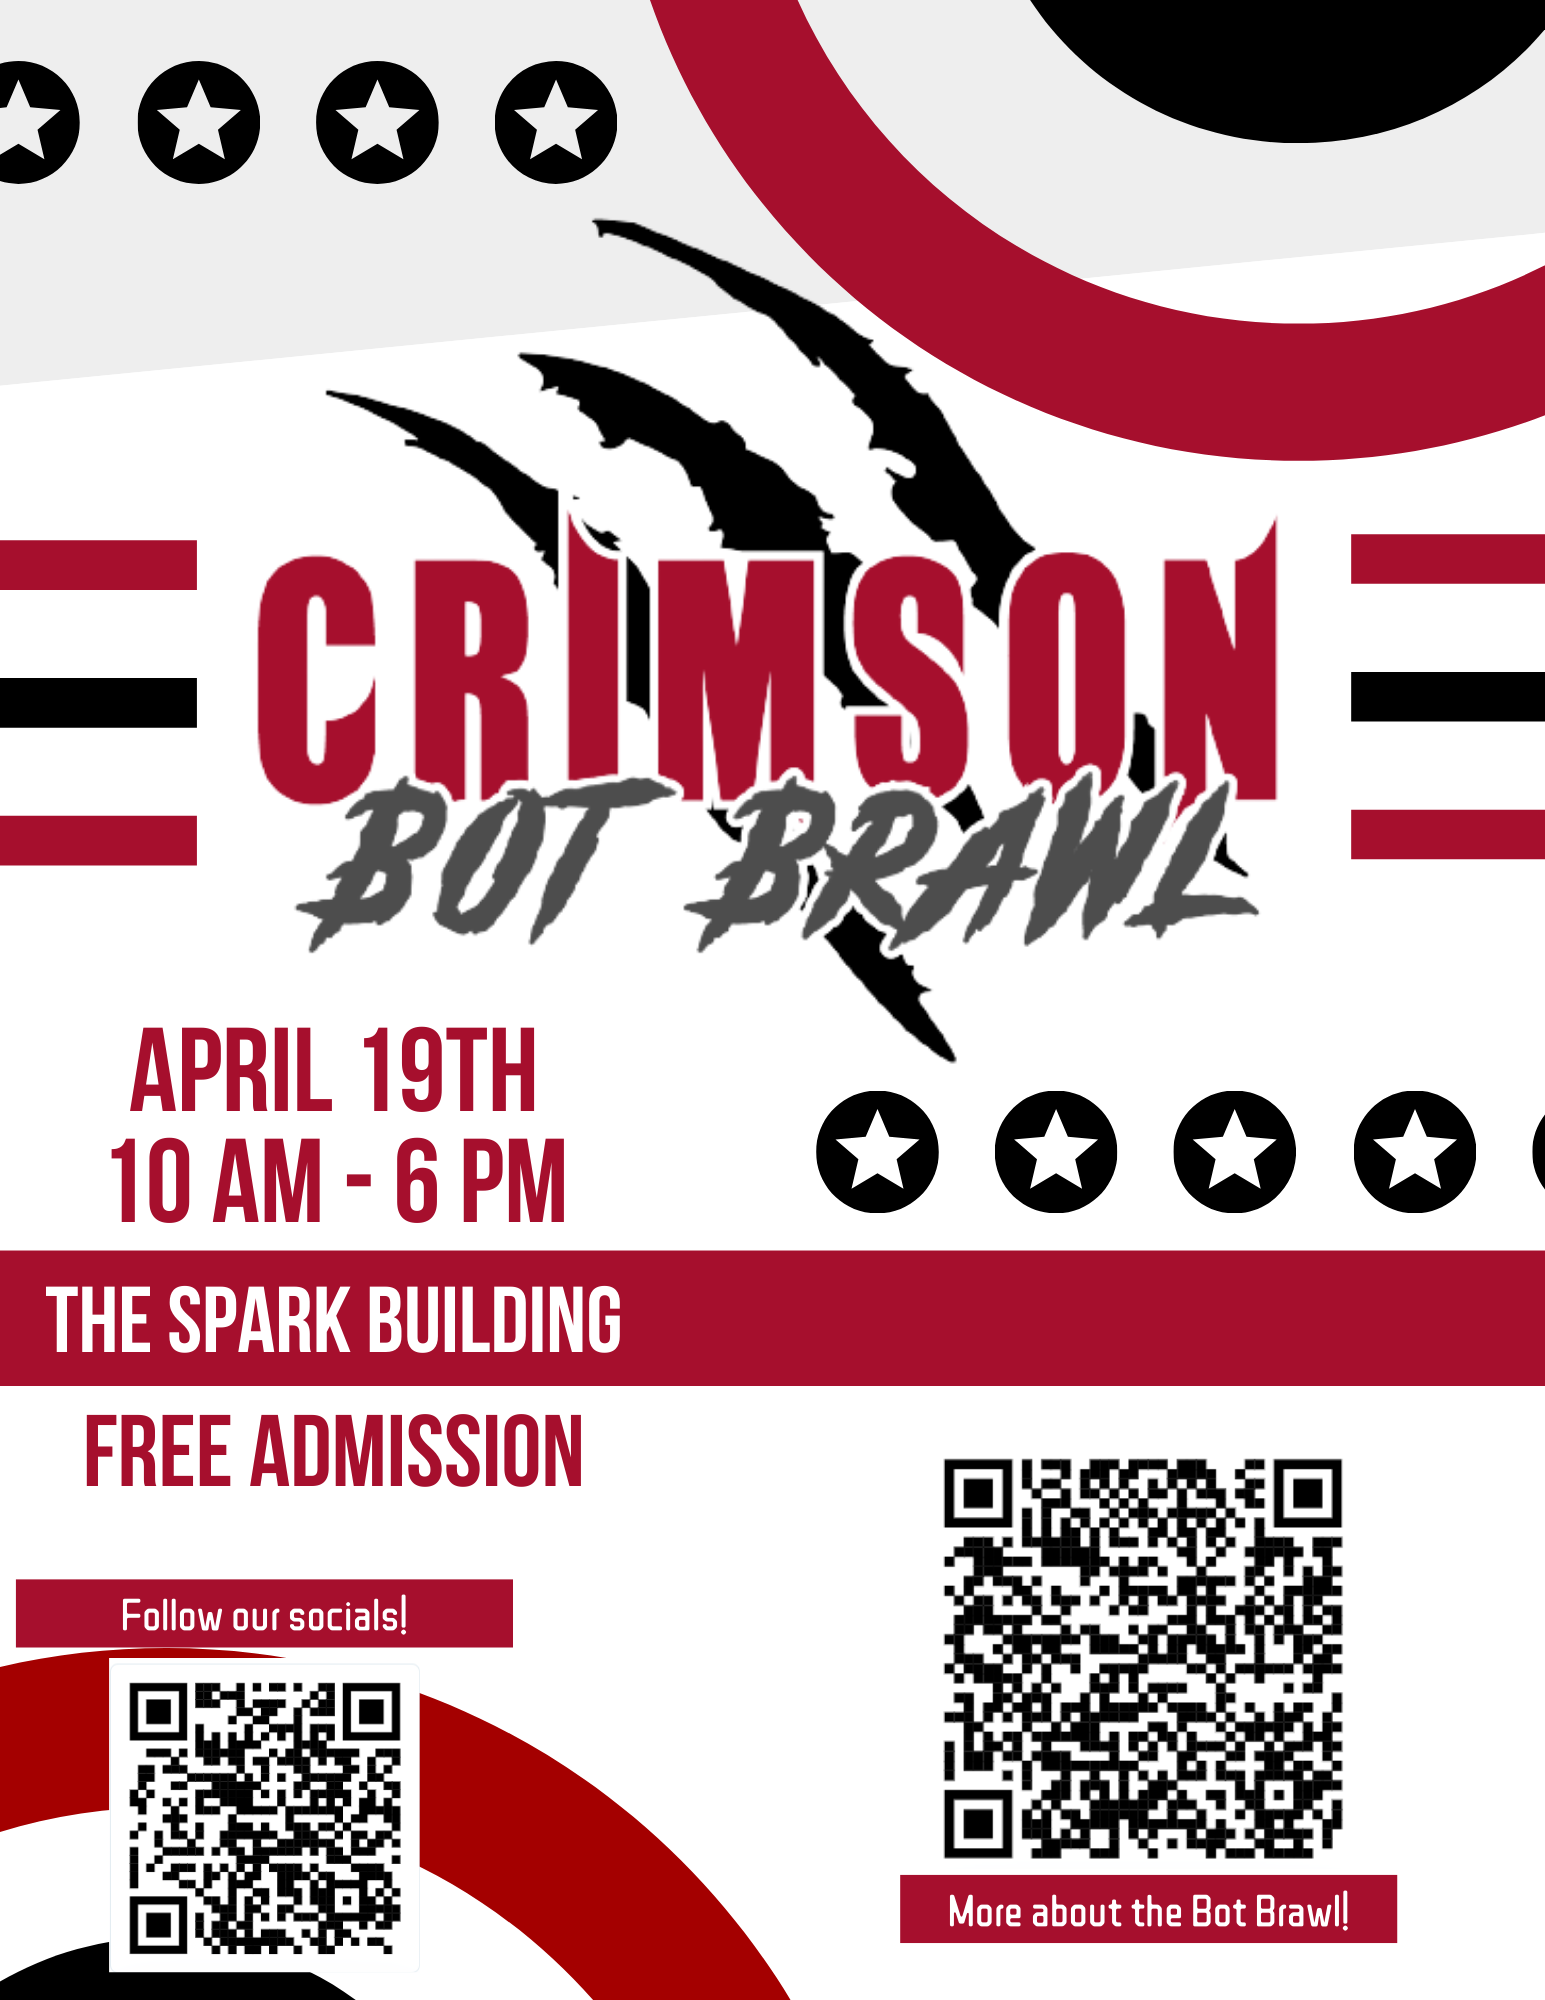 CRIMSON
BOT BRAWL
APRIL 19TH
10 AM - 6 PM
THE SPARK BUILDING
FREE ADMISSION
Follow our socials!
More about the Bot Brawl!